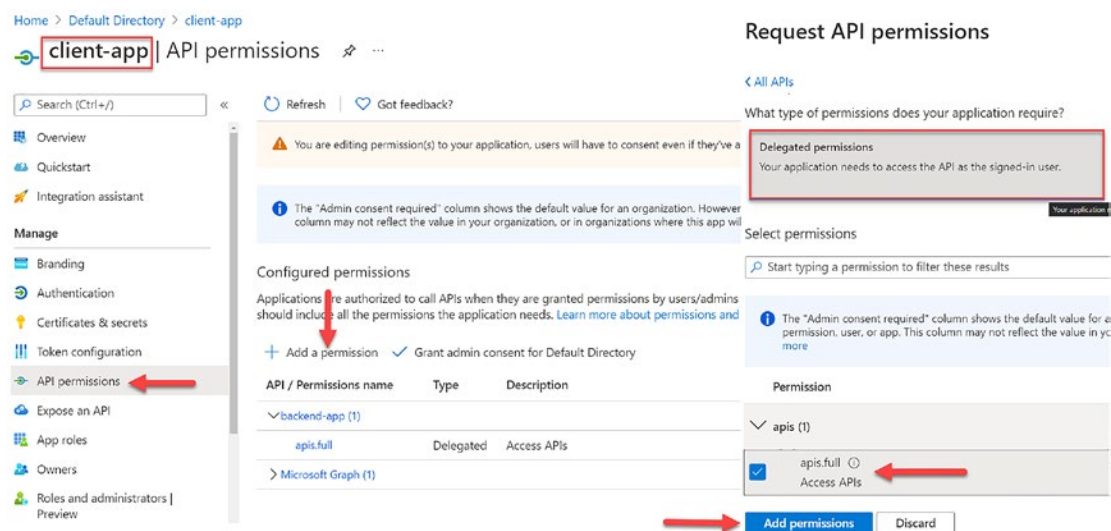 Home > Default Directory > client-app
client-app | API permissions
Search (Ctrl+/)
Overview
Quickstart
Integration assistant
Manage
Branding
Authentication
Certificates & secrets
Token configuration
API permissions
Expose an API
App roles
Owners
Roles and administrators |
Preview
Refresh
Got feedback?
You are editing permission(s) to your application, users will have to consent even if they've a
The "Admin consent required" column shows the default value for an organization. However
column may not reflect the value in your organization, or in organizations where this app wil
Configured permissions
Applications are authorized to call APIs when they are granted permissions by users/admins
should include all the permissions the application needs. Learn more about permissions and
Add a permission
Grant admin consent for Default Directory
API / Permissions name Type Description
backend-app (1)
apis.full Delegated Access APIs
Microsoft Graph (1)
Request API permissions
All APIs
What type of permissions does your application require?
Delegated permissions
Your application needs to access the API as the signed-in user.
Your application
Select permissions
Start typing a permission to filter these results
The "Admin consent required" column shows the default value for a
permission, user, or app. This column may not reflect the value in yo
more
Permission
apis (1)
apis.full
Access APIs
Add permissions
Discard